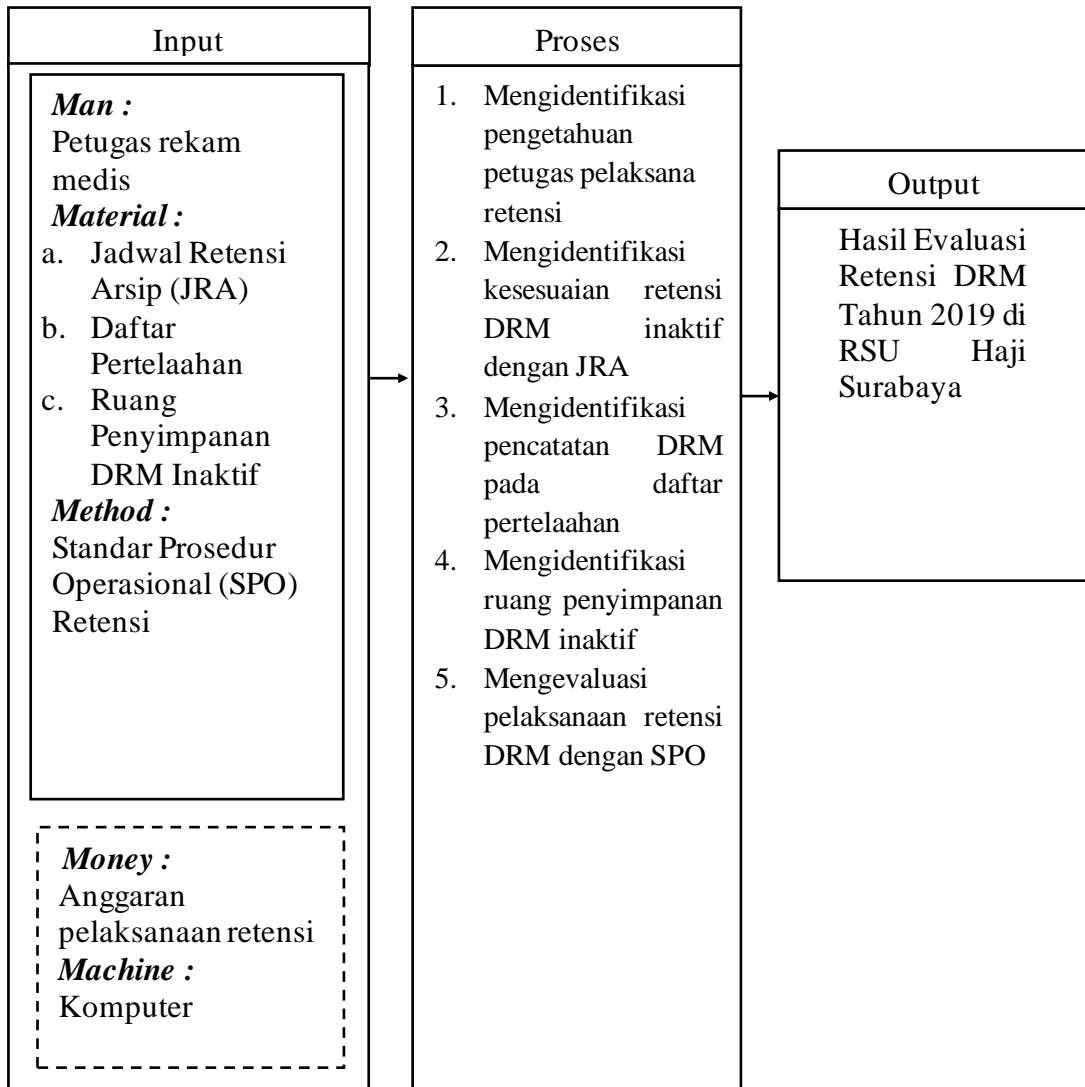 Input
Man :
Petugas rekam
medis
Material :
a. Jadwal Retensi
Arsip (JRA)
b. Daftar
Pertelaahan
c. Ruang
Penyimpanan
DRM Inaktif
Method :
Standar Prosedur
Operasional (SPO)
Retensi
Money :
Anggaran
pelaksanaan retensi
Machine :
Komputer
Proses
1. Mengidentifikasi
pengetahuan
petugas pelaksana
retensi
2. Mengidentifikasi
kesesuaian retensi
DRM inaktif
dengan JRA
3. Mengidentifikasi
pencatatan DRM
pada daftar
pertelaahan
4. Mengidentifikasi
ruang penyimpanan
DRM inaktif
5. Mengevaluasi
pelaksanaan retensi
DRM dengan SPO
Output
Hasil Evaluasi
Retensi DRM
Tahun 2019 di
RSU Haji
Surabaya